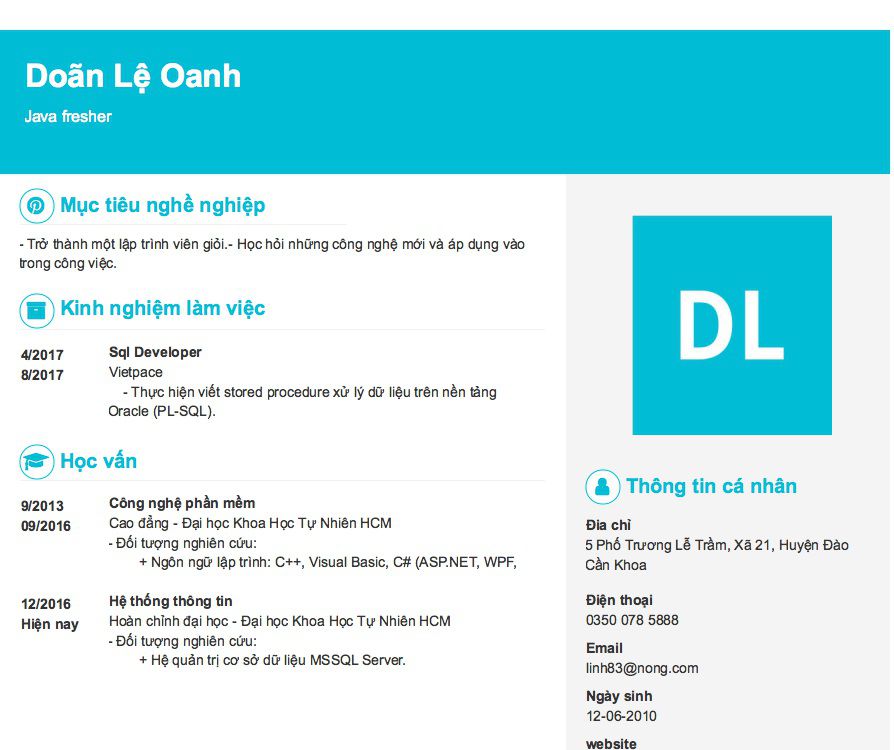 Doãn Lệ Oanh
Java fresher
Mục tiêu nghề nghiệp
- Trở thành một lập trình viên giỏi.- Học hỏi những công nghệ mới và áp dụng vào
trong công việc.
Kinh nghiệm làm việc
4/2017
8/2017
Sql Developer
Vietpace
- Thực hiện viết stored procedure xử lý dữ liệu trên nền tảng
Oracle (PL-SQL).
Học vấn
9/2013
09/2016
Công nghệ phần mềm
Cao đẳng - Đại học Khoa Học Tự Nhiên HCM
- Đối tượng nghiên cứu:
+ Ngôn ngữ lập trình: C++, Visual Basic, C# (ASP.NET, WPF,
12/2016
Hiện nay
Hệ thống thông tin
Hoàn chỉnh đại học - Đại học Khoa Học Tự Nhiên HCM
- Đối tượng nghiên cứu:
+ Hệ quản trị cơ sở dữ liệu MSSQL Server.
DL
Thông tin cá nhân
Địa chỉ
5 Phố Trương Lễ Trầm, Xã 21, Huyện Đào
Cần Khoa
Điện thoại
0350 078 5888
Email
linh83@nong.com
Ngày sinh
12-06-2010
website